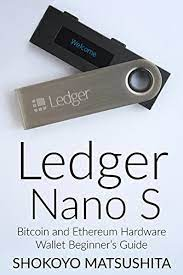 Welcome
Ledger
Ledger
Nano S
Bitcoin and Ethereum Hardware
Wallet Beginner's Guide
SHOKOYO MATSUSHITA